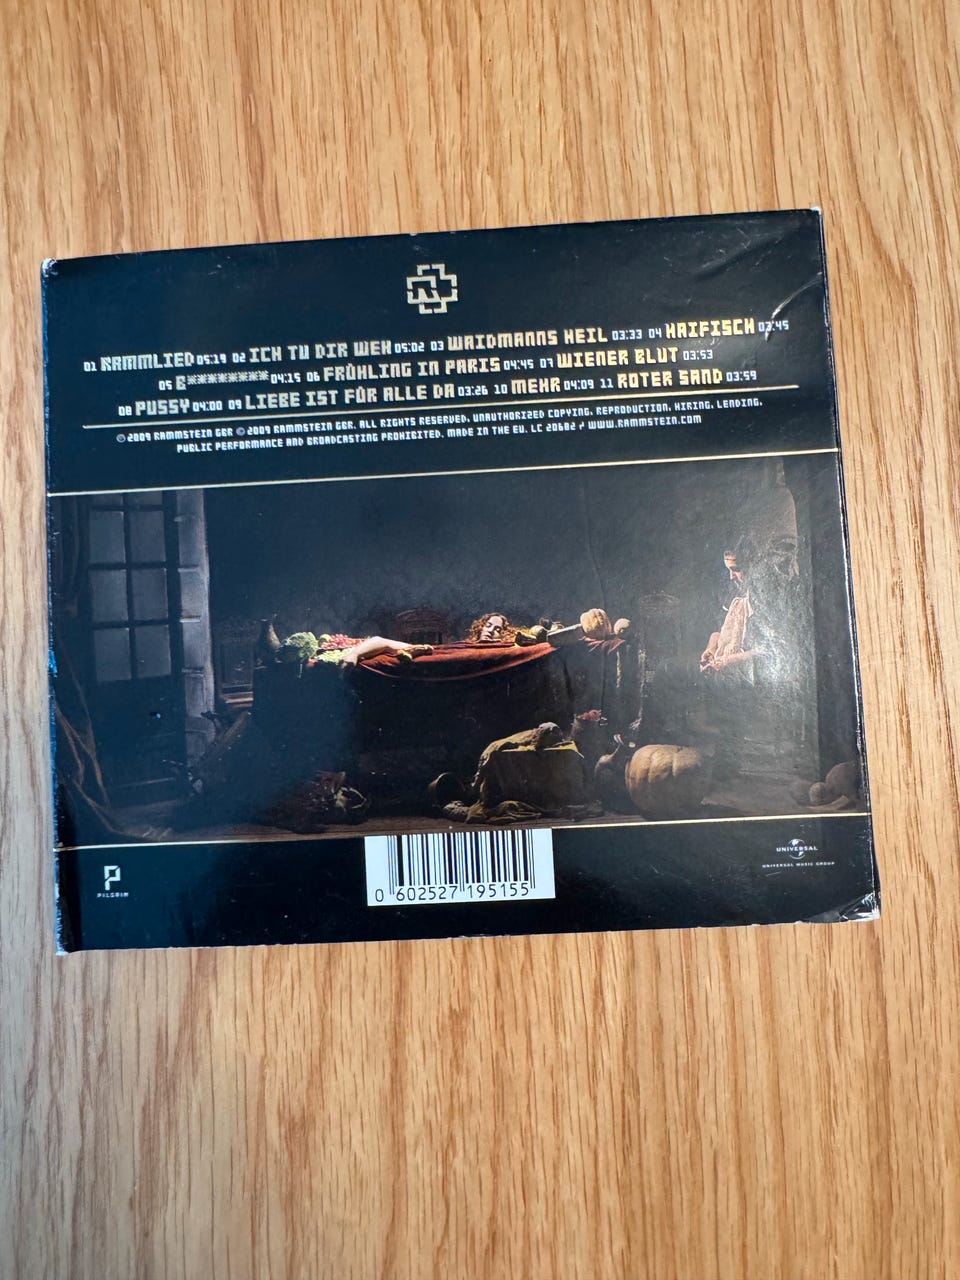 01 RAMMLIED 05:19 02 ICH TU DIR WEH 05:02 03 WAIDMANNS HEIL 03:33 04 HAIFISCH 03:45
05 B******** 04:15 06 FRÜHLING IN PARIS 04:45 07 WIENER BLUT 03:53
08 PUSSY 04:00 09 LIEBE IST FÜR ALLE DA 03:26 10 MEHR 04:09 11 ROTER SAND 03:59
℗ 2009 RAMMSTEIN GBR © 2009 RAMMSTEIN GBR. ALL RIGHTS RESERVED. UNAUTHORIZED COPYING, REPRODUCTION, HIRING, LENDING,
PUBLIC PERFORMANCE AND BROADCASTING PROHIBITED. MADE IN THE EU. LC 20682 / WWW.RAMMSTEIN.COM
PILGRIM
0 602527 195155
UNIVERSAL
UNIVERSAL MUSIC GROUP